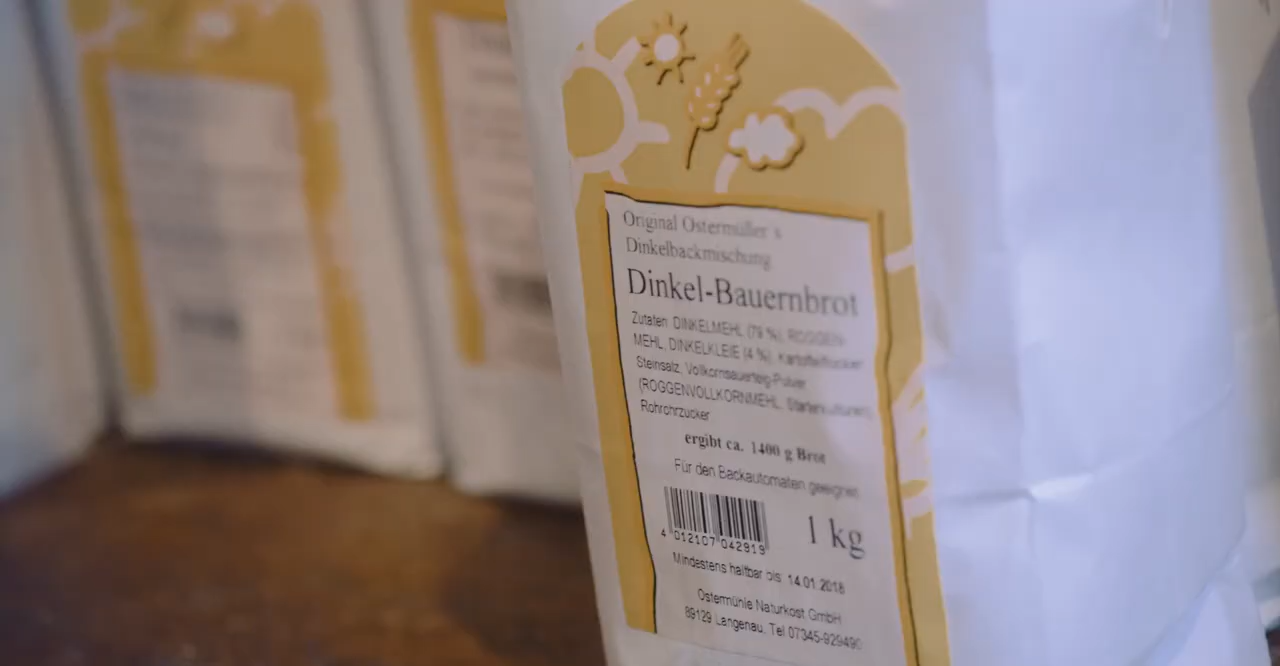 Original Ostermüller s
Dinkelbackmischung
Dinkel-Bauernbrot
Zutaten: DINKELMEHL (79 %), ROGGEN-
MEHL, DINKELKLEIE (4 %),
Steinsalz, Vollkornsauerteig-Pulver
(ROGGENVOLLKORNMEHL, Starterkulturen),
Rohrohrzucker
ergibt ca. 1400 g Brot
Für den Backautomaten geeignet
4 012107 042919
1 kg
Mindestens haltbar bis: 14.01.2018
Ostermühle Naturkost GmbH
89129 Langenau, Tel 07345-929490